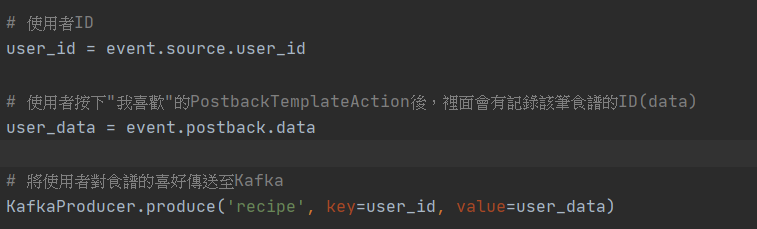 # 使用者ID
user_id = event.source.user_id
# 使用者按下"我喜歡"的PostbackTemplateAction後，裡面會有記錄該筆食譜的ID(data)
user_data = event.postback.data
# 將使用者對食譜的喜好傳送至Kafka
KafkaProducer.produce('recipe', key=user_id, value=user_data)